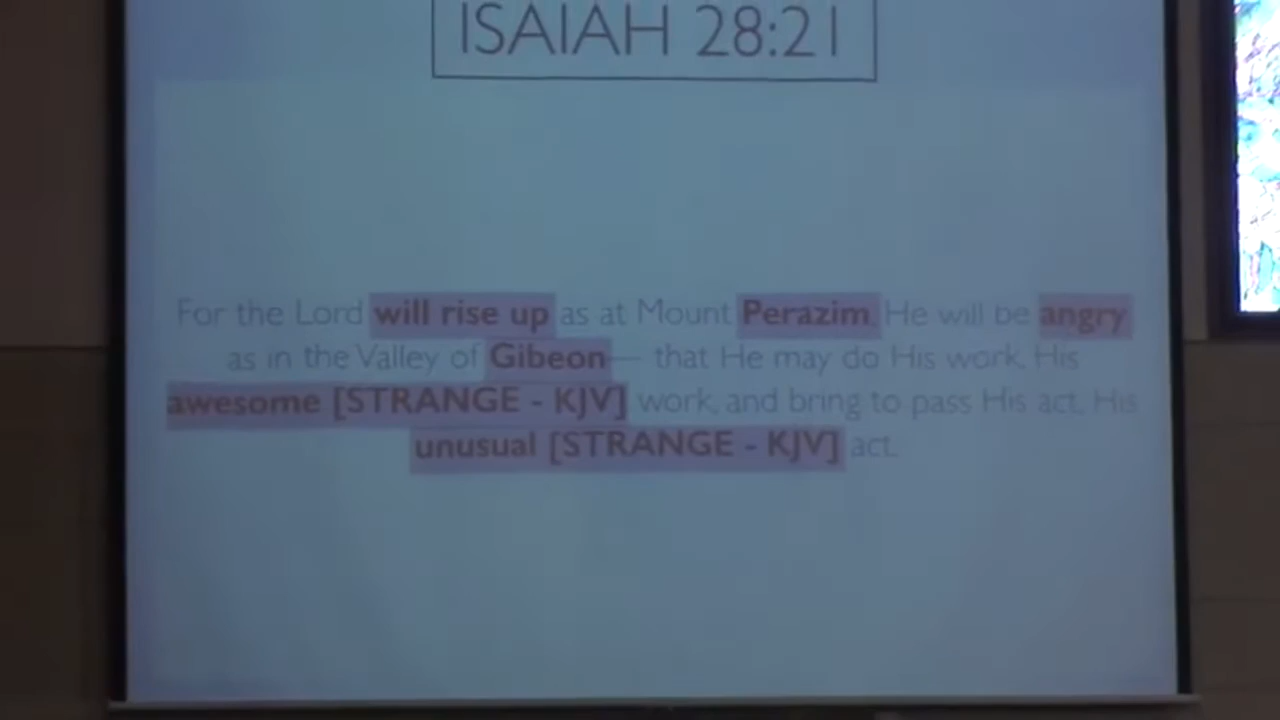 ISAIAH 28:21
For the Lord will rise up as at Mount Perazim He will be angry
as in the Valley of Gibeon— that He may do His work, His
awesome [STRANGE - KJV] work, and bring to pass His act, His
unusual [STRANGE - KJV] act.